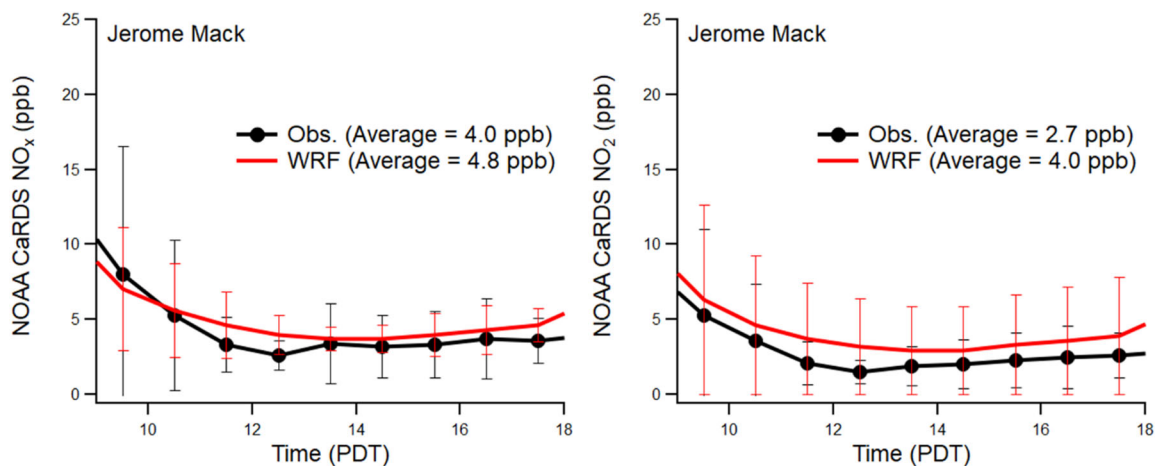 Jerome Mack
Obs. (Average = 4.0 ppb)
WRF (Average = 4.8 ppb)
NOAA CaRDS NOₓ (ppb)
25
20
15
10
5
0
10
12
14
16
18
Time (PDT)
Jerome Mack
Obs. (Average = 2.7 ppb)
WRF (Average = 4.0 ppb)
NOAA CaRDS NO₂ (ppb)
25
20
15
10
5
0
10
12
14
16
18
Time (PDT)